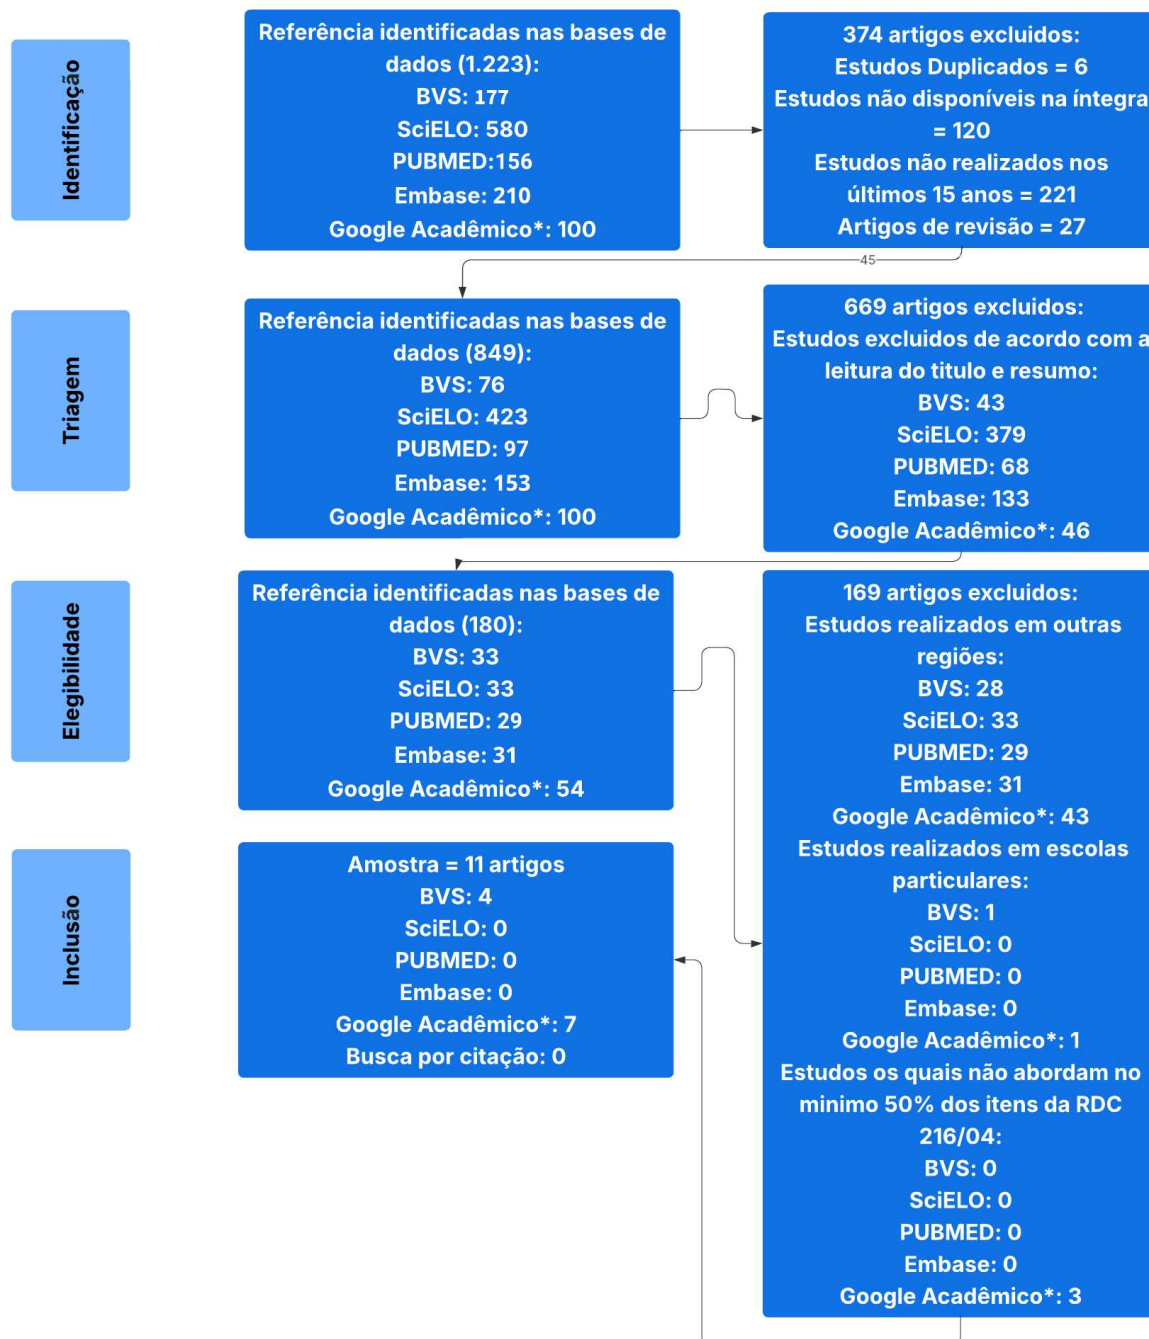 Identificação
Referência identificadas nas bases de
dados (1.223):
BVS: 177
SciELO: 580
PUBMED:156
Embase: 210
Google Acadêmico*: 100
374 artigos excluidos:
Estudos Duplicados = 6
Estudos não disponíveis na íntegra
= 120
Estudos não realizados nos
últimos 15 anos = 221
Artigos de revisão = 27
45
Triagem
Referência identificadas nas bases de
dados (849):
BVS: 76
SciELO: 423
PUBMED: 97
Embase: 153
Google Acadêmico*: 100
669 artigos excluidos:
Estudos excluidos de acordo com a
leitura do titulo e resumo:
BVS: 43
SciELO: 379
PUBMED: 68
Embase: 133
Google Acadêmico*: 46
Elegibilidade
Referência identificadas nas bases de
dados (180):
BVS: 33
SciELO: 33
PUBMED: 29
Embase: 31
Google Acadêmico*: 54
169 artigos excluidos:
Estudos realizados em outras
regiões:
BVS: 28
SciELO: 33
PUBMED: 29
Embase: 31
Google Acadêmico*: 43
Estudos realizados em escolas
particulares:
BVS: 1
SciELO: 0
PUBMED: 0
Embase: 0
Google Acadêmico*: 1
Estudos os quais não abordam no
minimo 50% dos itens da RDC
216/04:
BVS: 0
SciELO: 0
PUBMED: 0
Embase: 0
Google Acadêmico*: 3
Inclusão
Amostra = 11 artigos
BVS: 4
SciELO: 0
PUBMED: 0
Embase: 0
Google Acadêmico*: 7
Busca por citação: 0